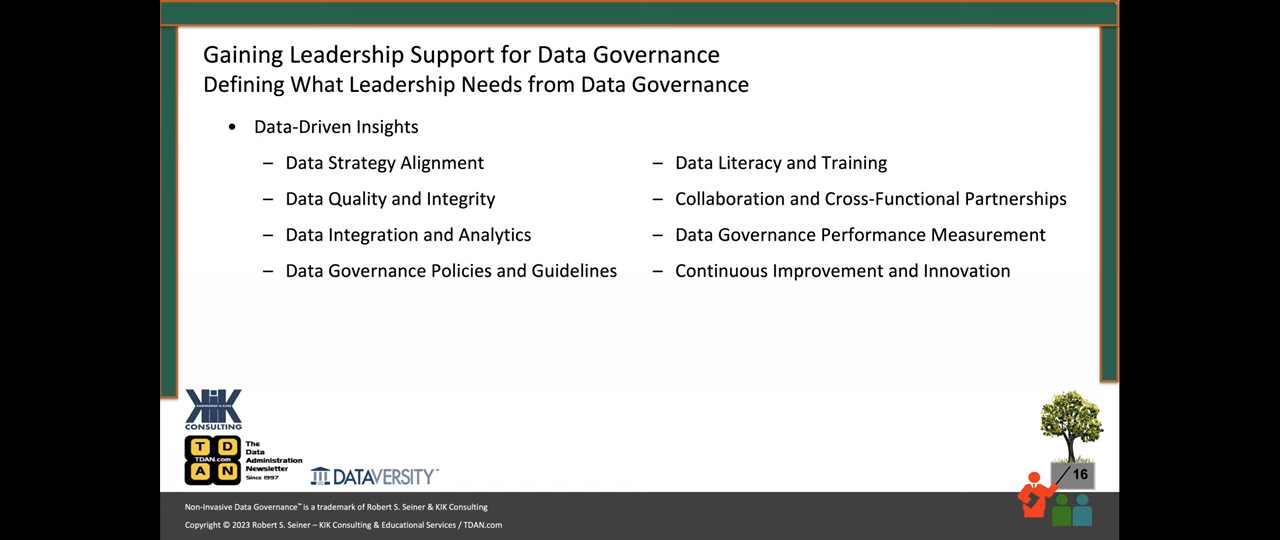 Gaining Leadership Support for Data Governance
Defining What Leadership Needs from Data Governance
• Data-Driven Insights
– Data Strategy Alignment
– Data Quality and Integrity
– Data Integration and Analytics
– Data Governance Policies and Guidelines
– Data Literacy and Training
– Collaboration and Cross-Functional Partnerships
– Data Governance Performance Measurement
– Continuous Improvement and Innovation
KIK
CONSULTING
T D
TDAN.com
A N
The
Data
Administration
Newsletter
Since 1997
DATAVERSITY™
16
Non-Invasive Data Governance™ is a trademark of Robert S. Seiner & KIK Consulting
Copyright © 2023 Robert S. Seiner – KIK Consulting & Educational Services / TDAN.com